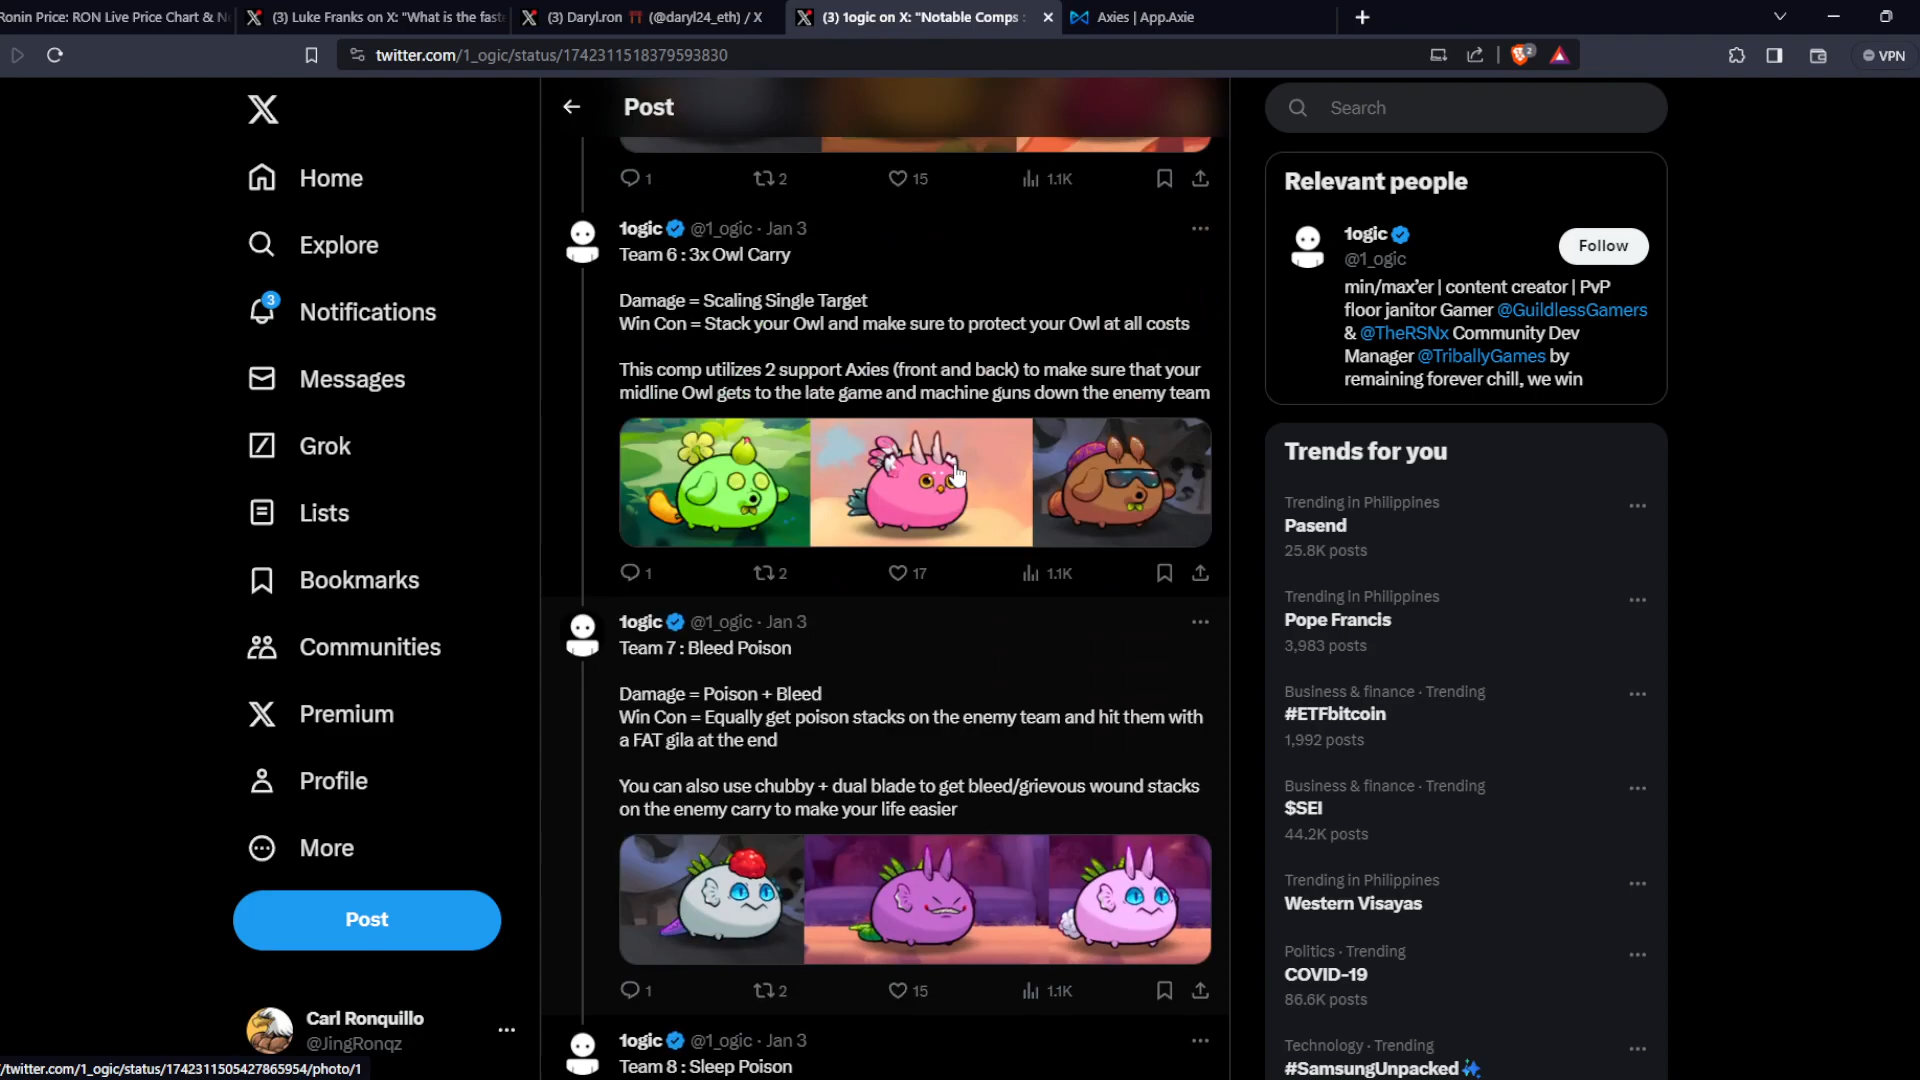 Ronin Price: RON Live Price Chart & N
(3) Luke Franks on X: "What is the faste
(3) Daryl.ron (@daryl24_eth) / X
(3) 1ogic on X: "Notable Comps :
Axies | App.Axie
twitter.com/1_ogic/status/1742311518379593830
2
VPN
Home
Explore
3
Notifications
Messages
Grok
Lists
Bookmarks
Communities
Premium
Profile
More
Post
Carl Ronquillo
@JingRonqz
/twitter.com/1_ogic/status/1742311505427865954/photo/1
Post
1
2
15
1.1K
1ogic @1_ogic · Jan 3
Team 6 : 3x Owl Carry
Damage = Scaling Single Target
Win Con = Stack your Owl and make sure to protect your Owl at all costs
This comp utilizes 2 support Axies (front and back) to make sure that your
midline Owl gets to the late game and machine guns down the enemy team
1
2
17
1.1K
1ogic @1_ogic · Jan 3
Team 7 : Bleed Poison
Damage = Poison + Bleed
Win Con = Equally get poison stacks on the enemy team and hit them with
a FAT gila at the end
You can also use chubby + dual blade to get bleed/grievous wound stacks
on the enemy carry to make your life easier
1
2
15
1.1K
1ogic @1_ogic · Jan 3
Team 8 : Sleep Poison
Search
Relevant people
1ogic
@1_ogic
Follow
min/max'er | content creator | PvP
floor janitor Gamer @GuildlessGamers
& @TheRSNx Community Dev
Manager @TriballyGames by
remaining forever chill, we win
Trends for you
Trending in Philippines
Pasend
25.8K posts
Trending in Philippines
Pope Francis
3,983 posts
Business & finance · Trending
#ETFbitcoin
1,992 posts
Business & finance · Trending
$SEI
44.2K posts
Trending in Philippines
Western Visayas
Politics · Trending
COVID-19
86.6K posts
Technology · Trending
#SamsungUnpacked